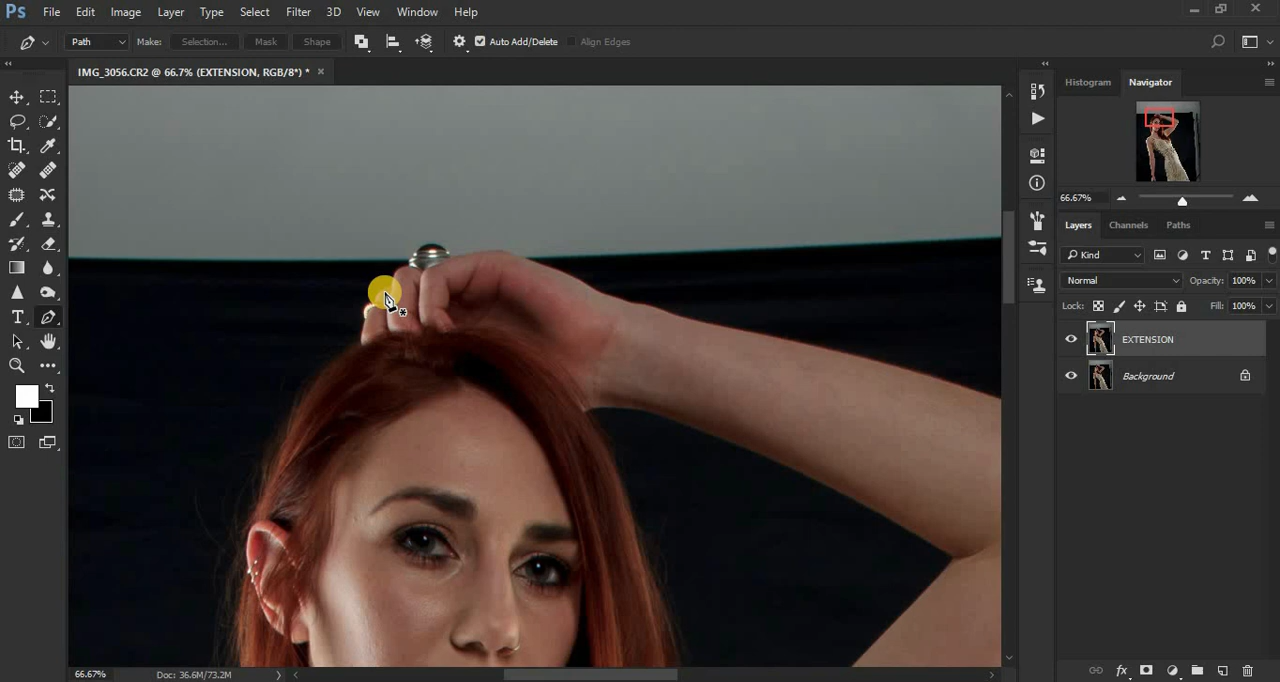 Ps File Edit Image Layer Type Select Filter 3D View Window Help
Path Make: Selection... Mask Shape Auto Add/Delete Align Edges
IMG_3056.CR2 @ 66.7% (EXTENSION, RGB/8*) * ×
Histogram Navigator
66.67%
Layers Channels Paths
Kind
Normal Opacity: 100%
Lock: Fill: 100%
EXTENSION
Background
66.67% Doc: 36.6M/73.2M